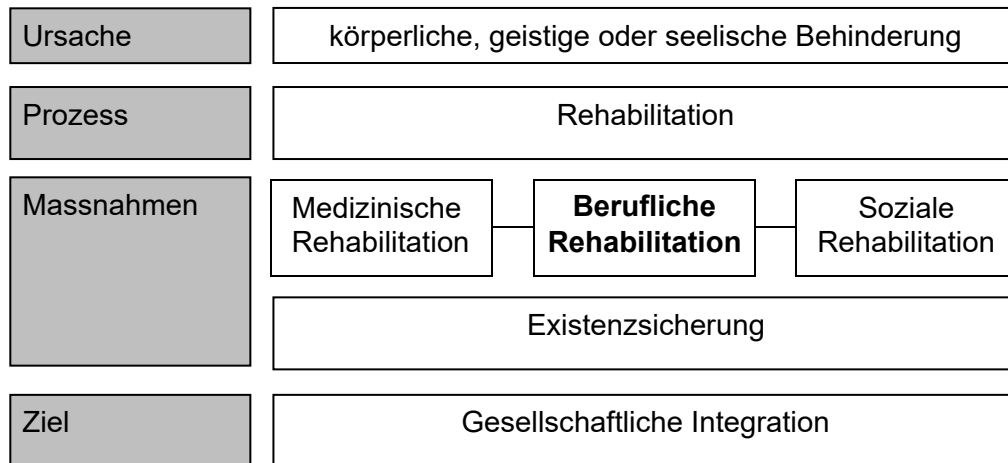 Ursache
körperliche, geistige oder seelische Behinderung
Prozess
Rehabilitation
Massnahmen
Medizinische
Rehabilitation
Berufliche
Rehabilitation
Soziale
Rehabilitation
Existenzsicherung
Ziel
Gesellschaftliche Integration